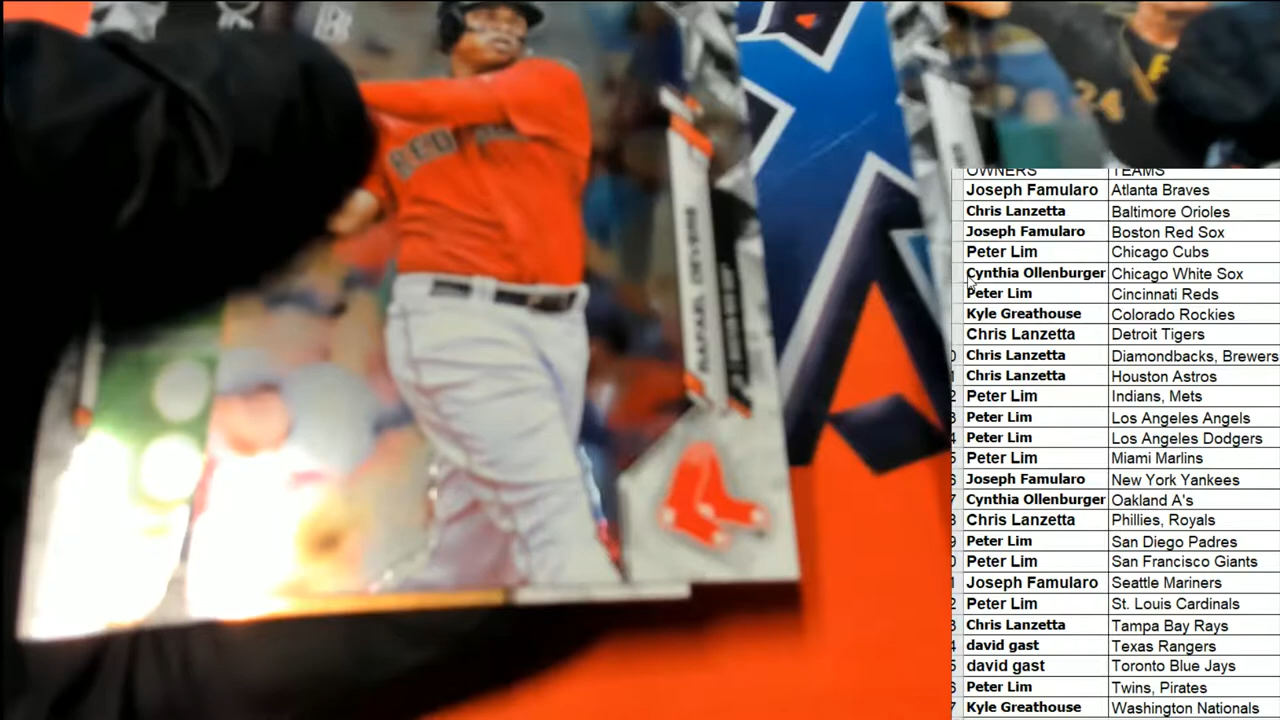 RED
RAFAEL DEVERS
24
OWNERS TEAMS
Joseph Famularo Atlanta Braves
Chris Lanzetta Baltimore Orioles
Joseph Famularo Boston Red Sox
Peter Lim Chicago Cubs
Cynthia Ollenburger Chicago White Sox
Peter Lim Cincinnati Reds
Kyle Greathouse Colorado Rockies
Chris Lanzetta Detroit Tigers
Chris Lanzetta Diamondbacks, Brewers
Chris Lanzetta Houston Astros
Peter Lim Indians, Mets
Peter Lim Los Angeles Angels
Peter Lim Los Angeles Dodgers
Peter Lim Miami Marlins
Joseph Famularo New York Yankees
Cynthia Ollenburger Oakland A's
Chris Lanzetta Phillies, Royals
Peter Lim San Diego Padres
Peter Lim San Francisco Giants
Joseph Famularo Seattle Mariners
Peter Lim St. Louis Cardinals
Chris Lanzetta Tampa Bay Rays
david gast Texas Rangers
david gast Toronto Blue Jays
Peter Lim Twins, Pirates
Kyle Greathouse Washington Nationals